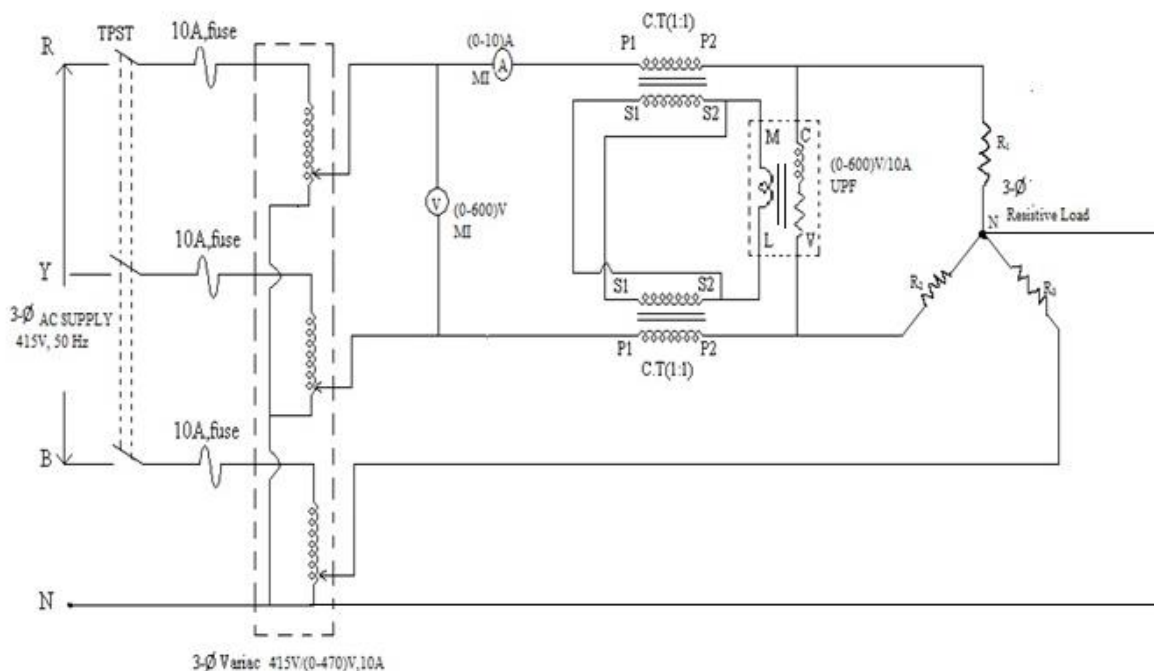 C.T(1:1)
TPST
10A,fuse
(0-10)A
P1
P2
R
A
MI
S1
S2
M
C
(0-600)V/10A
UPF
R₁
3-Ø
V
(0-600)V
MI
N
Resistive Load
L
V
10A,fuse
Y
S1
S2
R₂
R₃
3-Ø AC SUPPLY
415V, 50 Hz
P1
P2
C.T(1:1)
10A,fuse
B
N
3-Ø Variac 415V/(0-470)V,10A